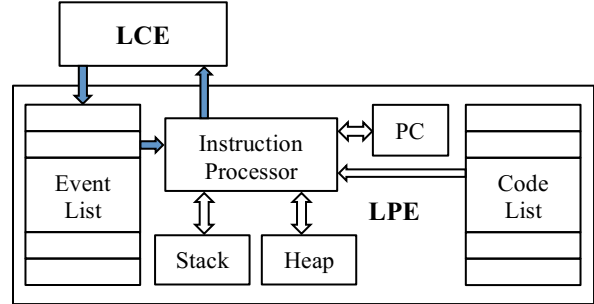 LCE
Instruction
Processor
PC
Event
List
Code
List
LPE
Stack
Heap